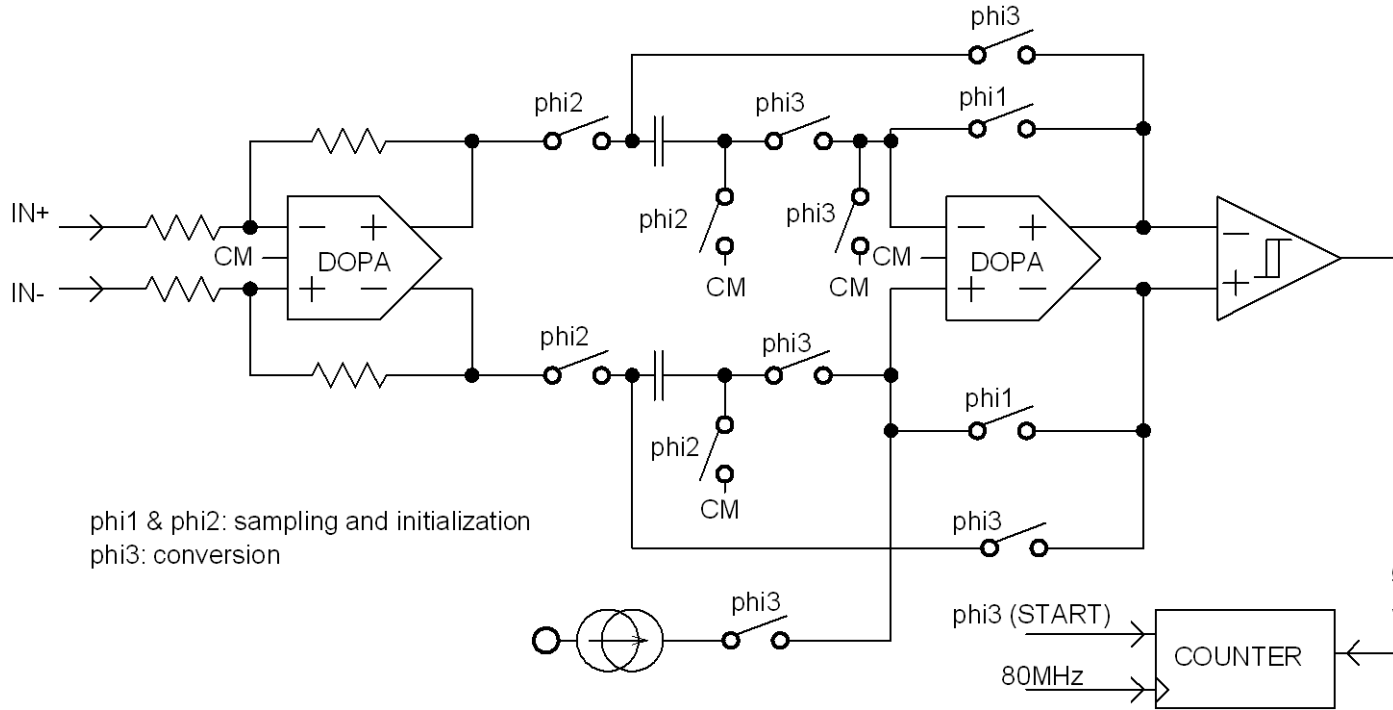 phi3
phi2
phi3
phi1
IN+
phi2
phi3
CM
DOPA
CM
DOPA
IN-
CM
CM
phi2
phi3
phi1
phi2
CM
phi1 & phi2: sampling and initialization
phi3: conversion
phi3
phi3
phi3 (START)
COUNTER
80MHz